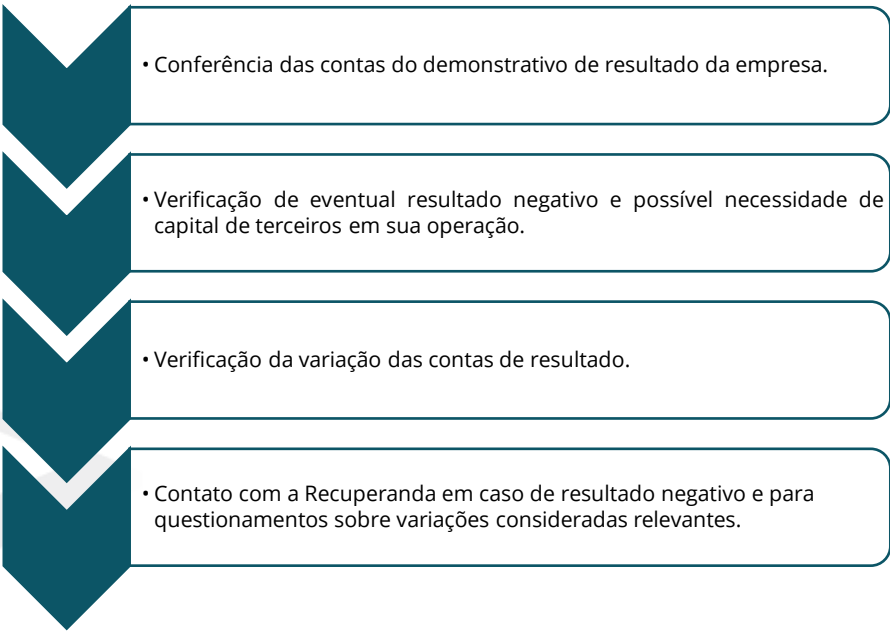 • Conferência das contas do demonstrativo de resultado da empresa.
• Verificação de eventual resultado negativo e possível necessidade de
capital de terceiros em sua operação.
• Verificação da variação das contas de resultado.
• Contato com a Recuperanda em caso de resultado negativo e para
questionamentos sobre variações consideradas relevantes.